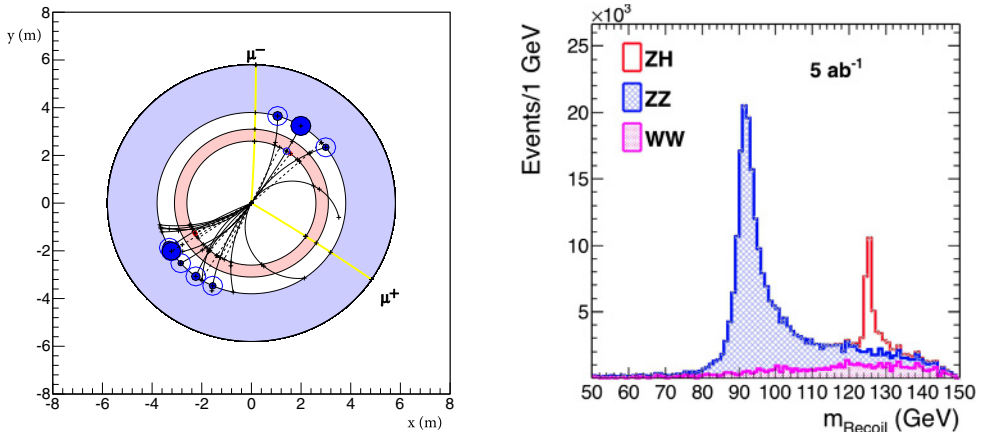 y (m)
8
6
4
2
0
-2
-4
-6
-8
-8 -6 -4 -2 0 2 4 6 8
x (m)
μ⁻
μ⁺
×10³
Events/1 GeV
25
20
15
10
5
ZH
ZZ
WW
5 ab⁻¹
50 60 70 80 90 100 110 120 130 140 150
m_Recoil (GeV)